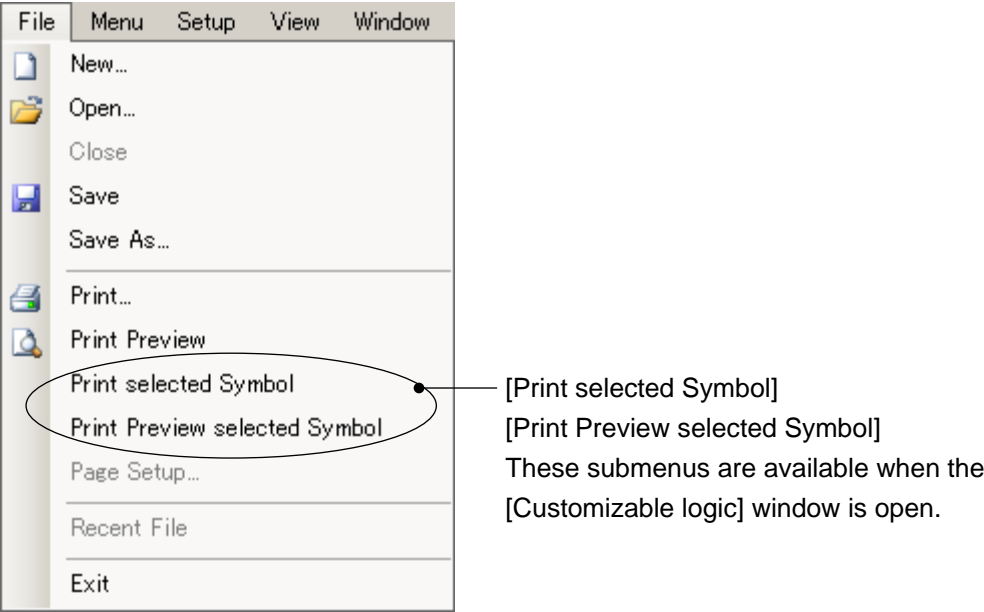 File Menu Setup View Window
New...
Open...
Close
Save
Save As...
Print...
Print Preview
Print selected Symbol
Print Preview selected Symbol
Page Setup...
Recent File
Exit
[Print selected Symbol]
[Print Preview selected Symbol]
These submenus are available when the
[Customizable logic] window is open.